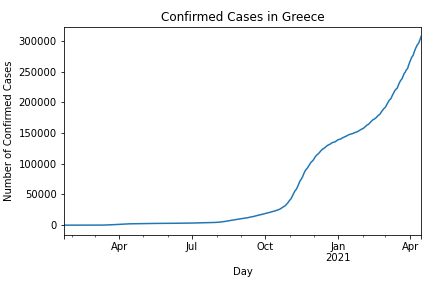 Confirmed Cases in Greece
Number of Confirmed Cases
300000
250000
200000
150000
100000
50000
0
Apr Jul Oct Jan Apr
2021
Day